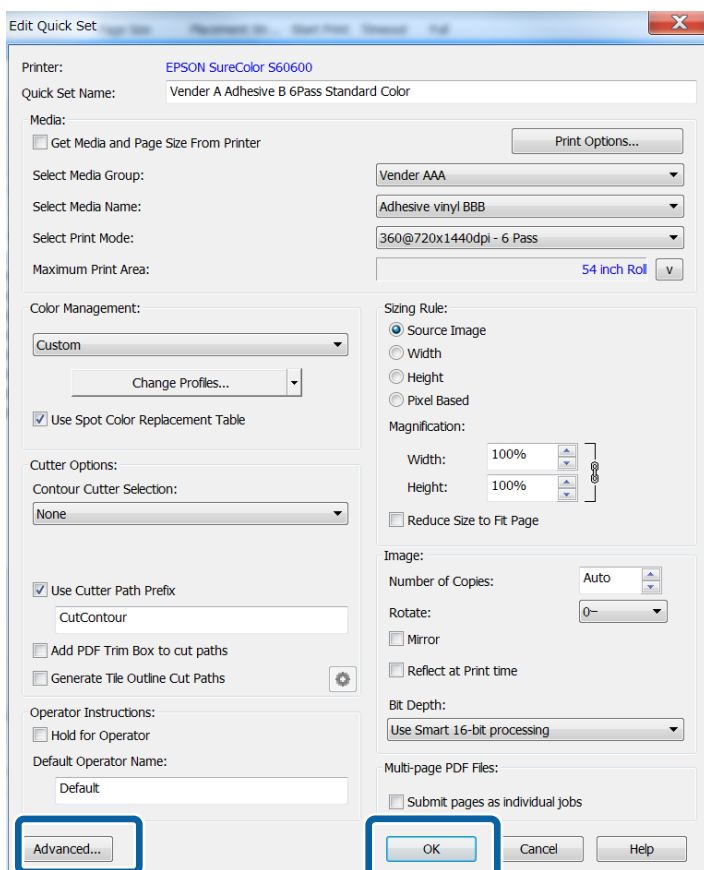 Edit Quick Set
Start Print Timeout Full
Printer: EPSON SureColor S60600
Quick Set Name: Vender A Adhesive B 6Pass Standard Color
Media:
Get Media and Page Size From Printer
Print Options...
Select Media Group: Vender AAA
Select Media Name: Adhesive vinyl BBB
Select Print Mode: 360@720x1440dpi - 6 Pass
Maximum Print Area: 54 inch Roll v
Color Management:
Custom
Change Profiles...
Use Spot Color Replacement Table
Cutter Options:
Contour Cutter Selection:
None
Use Cutter Path Prefix
CutContour
Add PDF Trim Box to cut paths
Generate Tile Outline Cut Paths
Operator Instructions:
Hold for Operator
Default Operator Name:
Default
Sizing Rule:
Source Image
Width
Height
Pixel Based
Magnification:
Width: 100%
Height: 100%
Reduce Size to Fit Page
Image:
Number of Copies: Auto
Rotate: 0~
Mirror
Reflect at Print time
Bit Depth:
Use Smart 16-bit processing
Multi-page PDF Files:
Submit pages as individual jobs
Advanced... OK Cancel Help